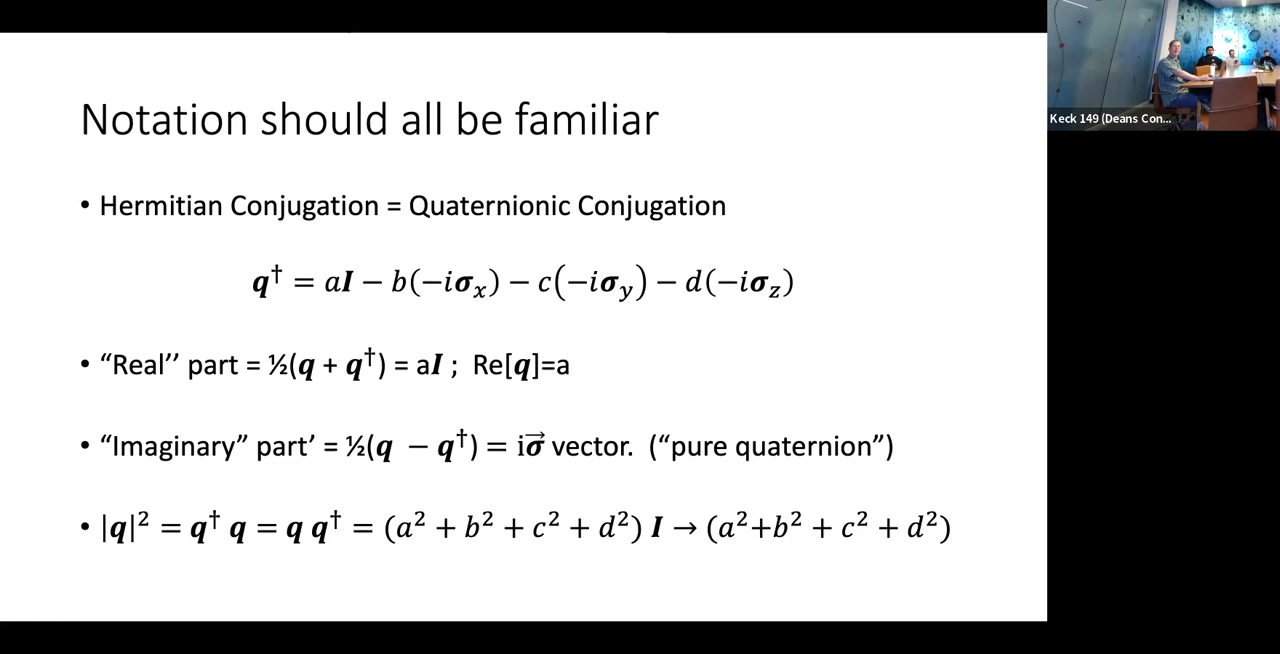 Notation should all be familiar
• Hermitian Conjugation = Quaternionic Conjugation
𝒒† = 𝑎𝑰 − 𝑏(−𝑖𝝈ₓ) − 𝑐(−𝑖𝝈_y) − 𝑑(−𝑖𝝈_z)
• “Real’’ part = ½(𝒒 + 𝒒†) = a𝑰 ; Re[𝒒]=a
• “Imaginary” part’ = ½(𝒒 − 𝒒†) = i𝝈⃗ vector. (“pure quaternion”)
• |𝒒|² = 𝒒† 𝒒 = 𝒒 𝒒† = (𝑎² + 𝑏² + 𝑐² + 𝑑²) 𝑰 → (𝑎²+𝑏² + 𝑐² + 𝑑²)
Keck 149 (Deans Con...